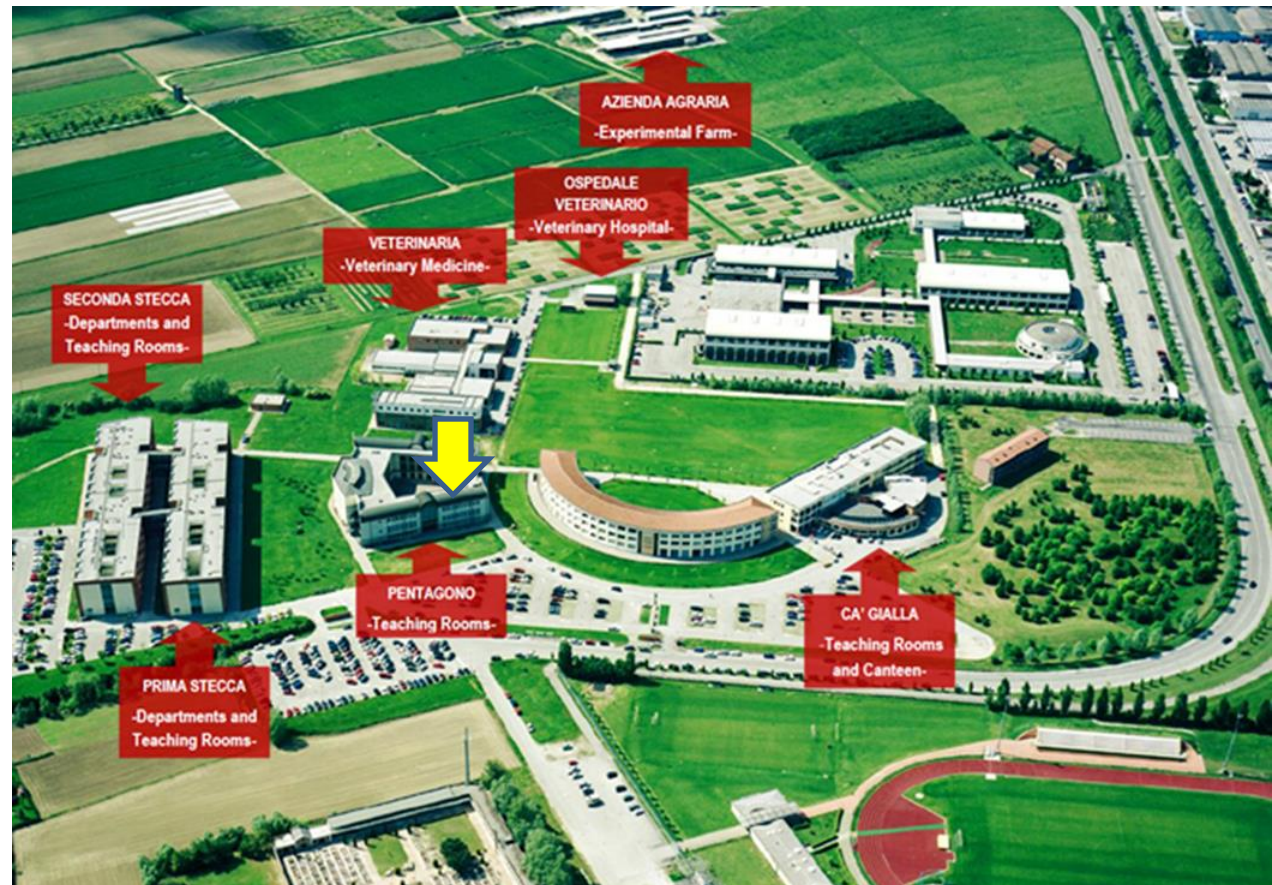 AZIENDA AGRARIA
-Experimental Farm-
OSPEDALE
VETERINARIO
-Veterinary Hospital-
VETERINARIA
-Veterinary Medicine-
SECONDA STECCA
-Departments and
Teaching Rooms-
PENTAGONO
-Teaching Rooms-
CA' GIALLA
-Teaching Rooms
and Canteen-
PRIMA STECCA
-Departments and
Teaching Rooms-